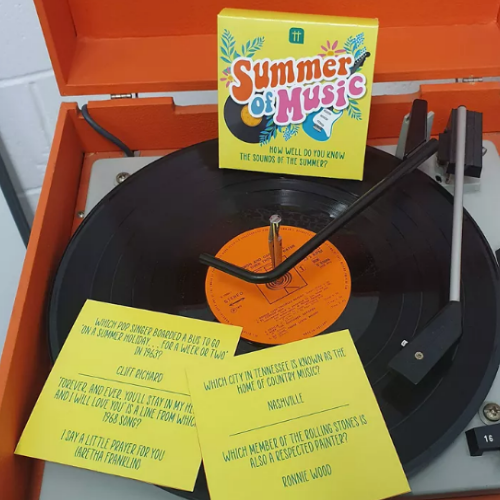 Summer
of Music
HOW WELL DO YOU KNOW
THE SOUNDS OF THE SUMMER?
WHICH POP SINGER BOARDED A BUS TO GO
'ON A SUMMER HOLIDAY... FOR A WEEK OR TWO'
IN 1963?
CLIFF RICHARD
'FOREVER, AND EVER, YOU'LL STAY IN MY HE
AND I WILL LOVE YOU' IS A LINE FROM WHICH
1968 SONG?
I SAY A LITTLE PRAYER FOR YOU
(ARETHA FRANKLIN)
WHICH CITY IN TENNESSEE IS KNOWN AS THE
HOME OF COUNTRY MUSIC?
NASHVILLE
WHICH MEMBER OF THE ROLLING STONES IS
ALSO A RESPECTED PAINTER?
RONNIE WOOD
16